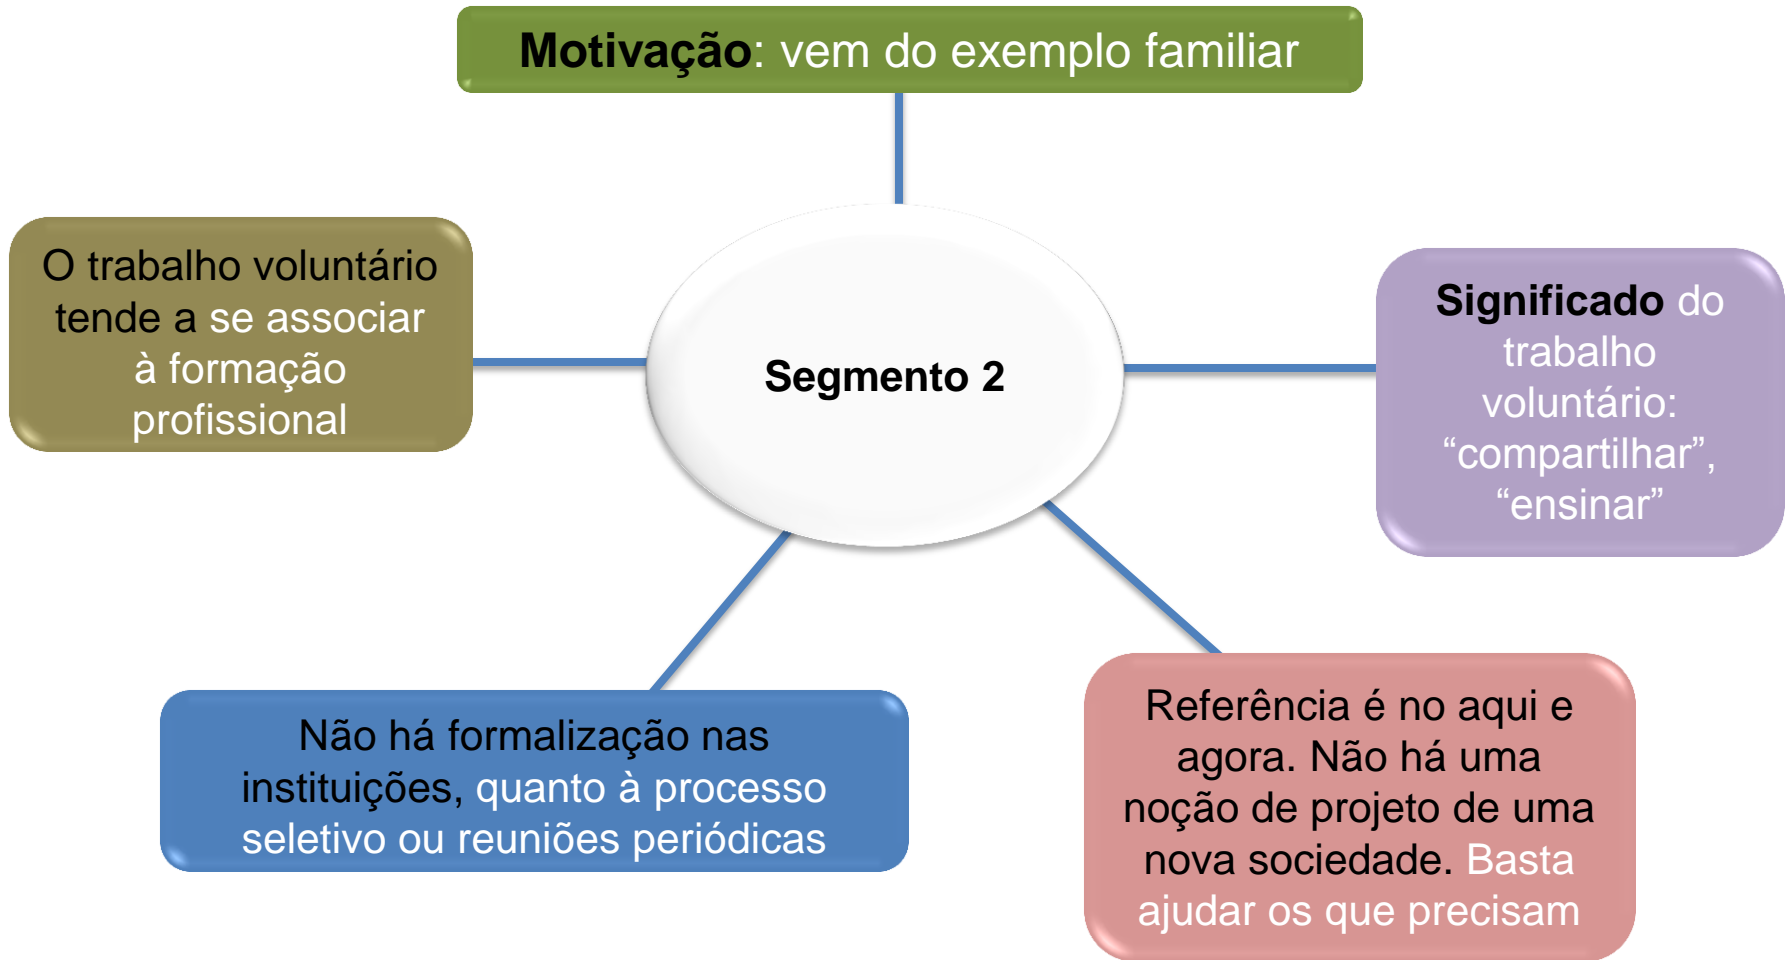 Motivação: vem do exemplo familiar
O trabalho voluntário
tende a se associar
à formação
profissional
Segmento 2
Significado do
trabalho
voluntário:
“compartilhar”,
“ensinar”
Não há formalização nas
instituições, quanto à processo
seletivo ou reuniões periódicas
Referência é no aqui e
agora. Não há uma
noção de projeto de uma
nova sociedade. Basta
ajudar os que precisam